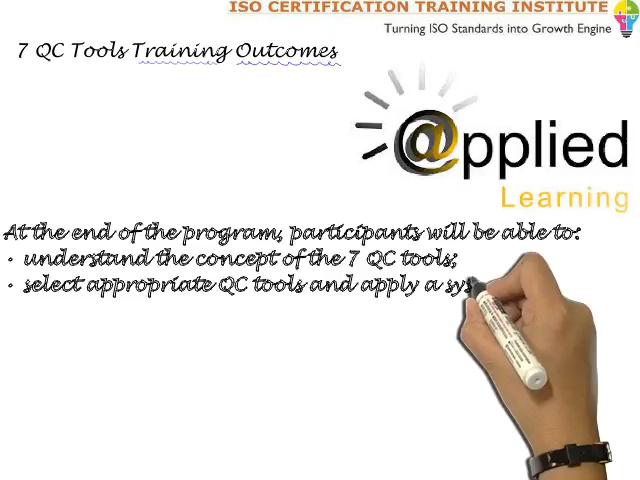 ISO CERTIFICATION TRAINING INSTITUTE
Turning ISO Standards into Growth Engine
7 QC Tools Training Outcomes
@pplied
Learning
At the end of the program, participants will be able to:
• understand the concept of the 7 QC tools;
• select appropriate QC tools and apply a sys